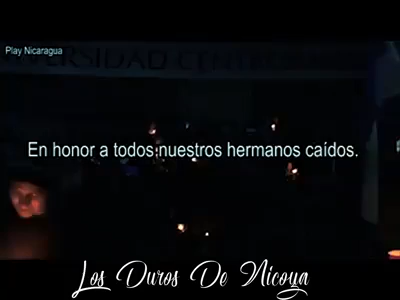 Play Nicaragua
En honor a todos nuestros hermanos caídos.
Los Duros De Nicoya